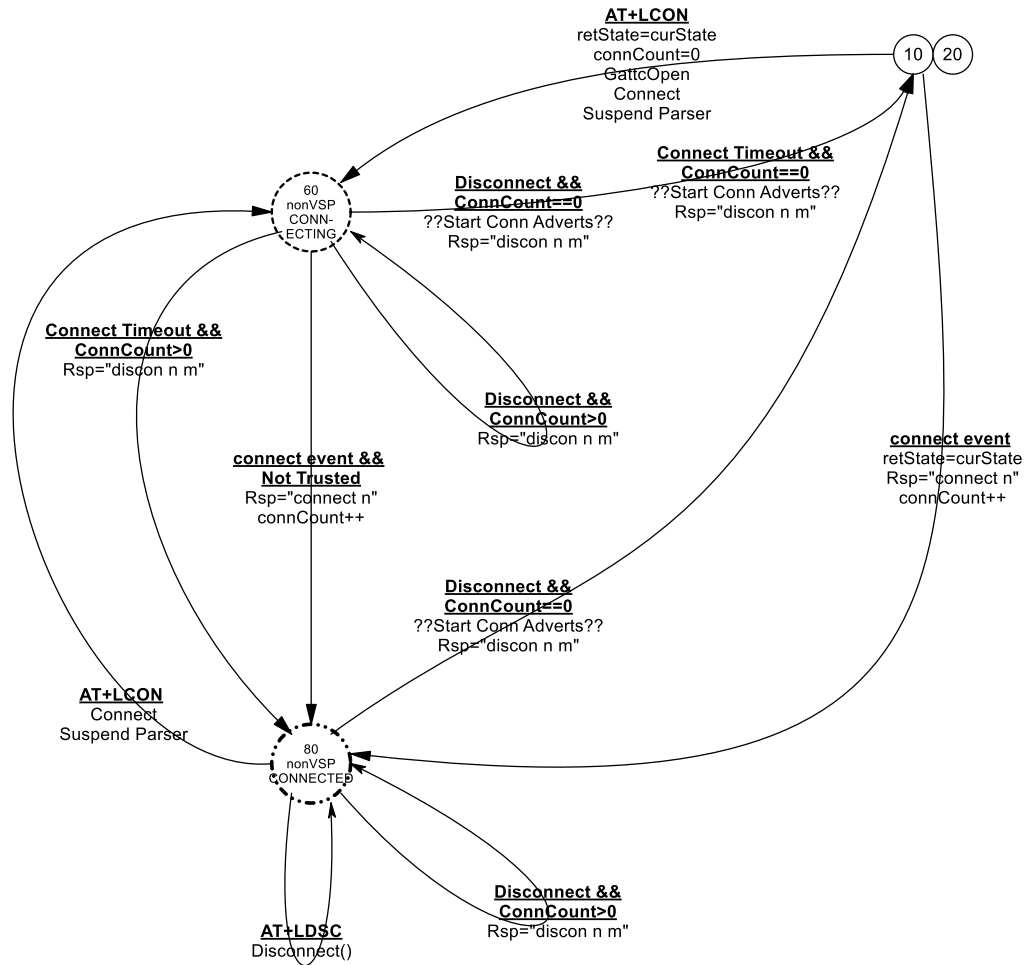 AT+LCON
retState=curState
connCount=0
GattcOpen
Connect
Suspend Parser
10
20
Connect Timeout &&
ConnCount==0
??Start Conn Adverts??
Rsp="discon n m"
Disconnect &&
ConnCount==0
??Start Conn Adverts??
Rsp="discon n m"
60
nonVSP
CONN-
ECTING
Connect Timeout &&
ConnCount>0
Rsp="discon n m"
Disconnect &&
ConnCount>0
Rsp="discon n m"
connect event &&
Not Trusted
Rsp="connect n"
connCount++
connect event
retState=curState
Rsp="connect n"
connCount++
Disconnect &&
ConnCount==0
??Start Conn Adverts??
Rsp="discon n m"
AT+LCON
Connect
Suspend Parser
80
nonVSP
CONNECTED
Disconnect &&
ConnCount>0
Rsp="discon n m"
AT+LDSC
Disconnect()